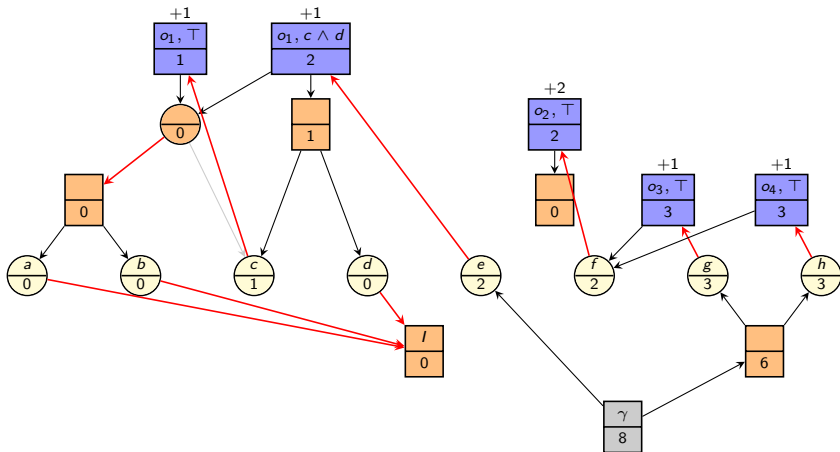 +1 +1
o₁, ⊤ o₁, c ∧ d
1 2
+2
o₂, ⊤
2
0
1
+1 +1
o₃, ⊤ o₄, ⊤
3 3
0
0
a b c d e f g h
0 0 1 0 2 2 3 3
I
0
6
γ
8